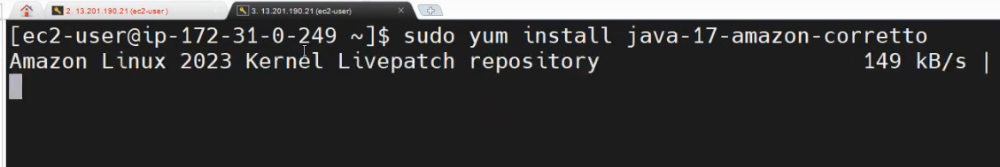 2. 13.201.190.21 (ec2-user )
3. 13.201.190.21 (ec2-user)
[ec2-user@ip-172-31-0-249 ~]$ sudo yum install java-17-amazon-corretto
Amazon Linux 2023 Kernel Livepatch repository 149 kB/s |